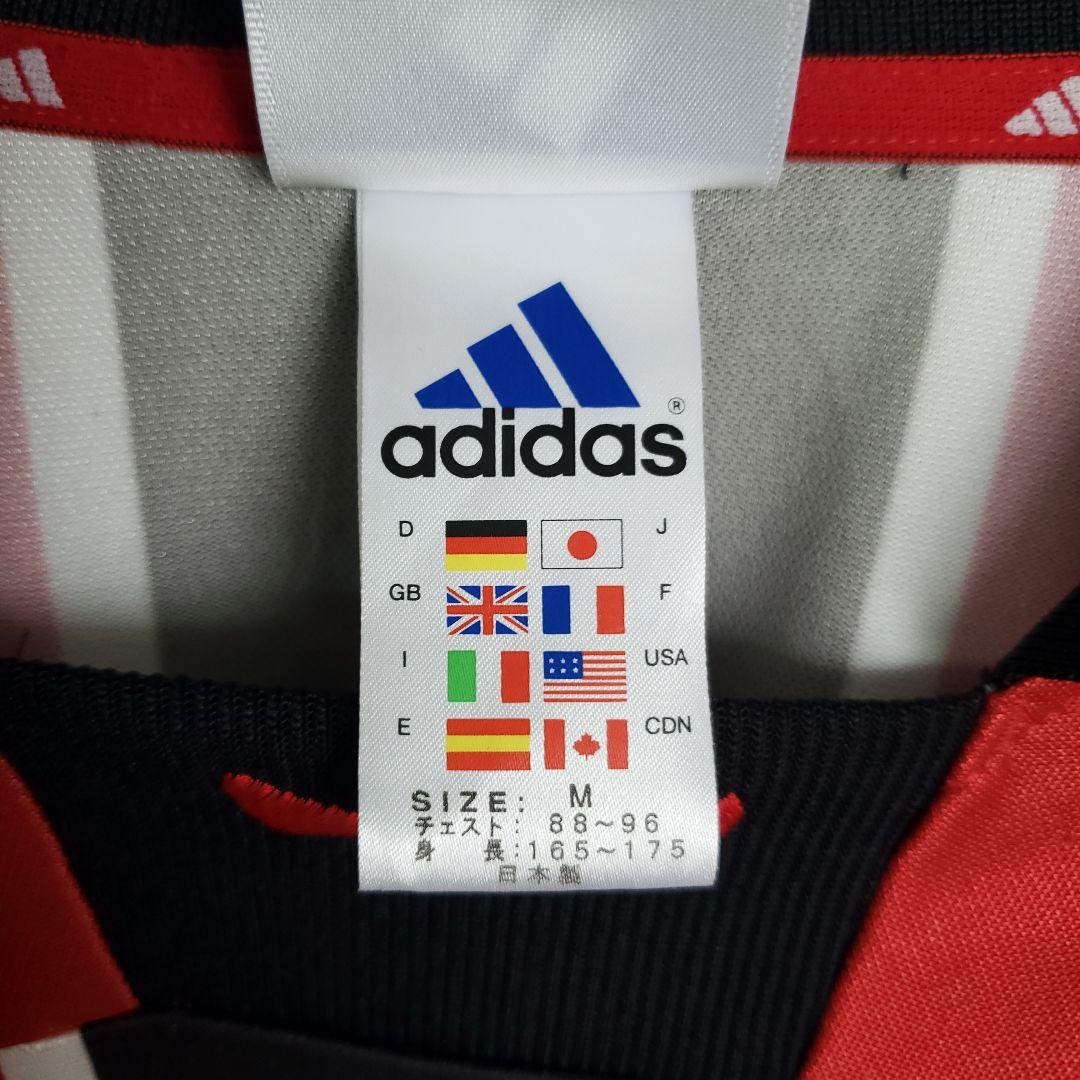 adidas®
D J
GB F
I USA
E CDN
SIZE: M
チェスト: 88~96
身 長:165~175
日本製